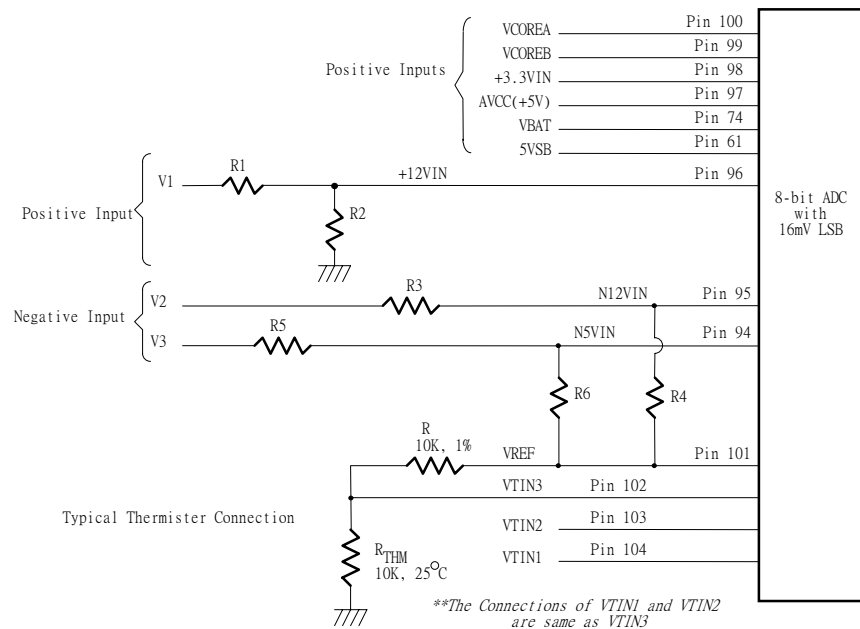 VCOREA Pin 100
VCOREB Pin 99
Positive Inputs +3.3VIN Pin 98
AVCC(+5V) Pin 97
VBAT Pin 74
5VSB Pin 61
R1
V1 +12VIN Pin 96
Positive Input R2
8-bit ADC
with
16mV LSB
V2 R3 N12VIN Pin 95
Negative Input
V3 R5 N5VIN Pin 94
R6 R4
R
10K, 1%
VREF Pin 101
VTIN3 Pin 102
Typical Thermister Connection
VTIN2 Pin 103
VTIN1 Pin 104
RTHM
10K, 25°C
**The Connections of VTIN1 and VTIN2
are same as VTIN3